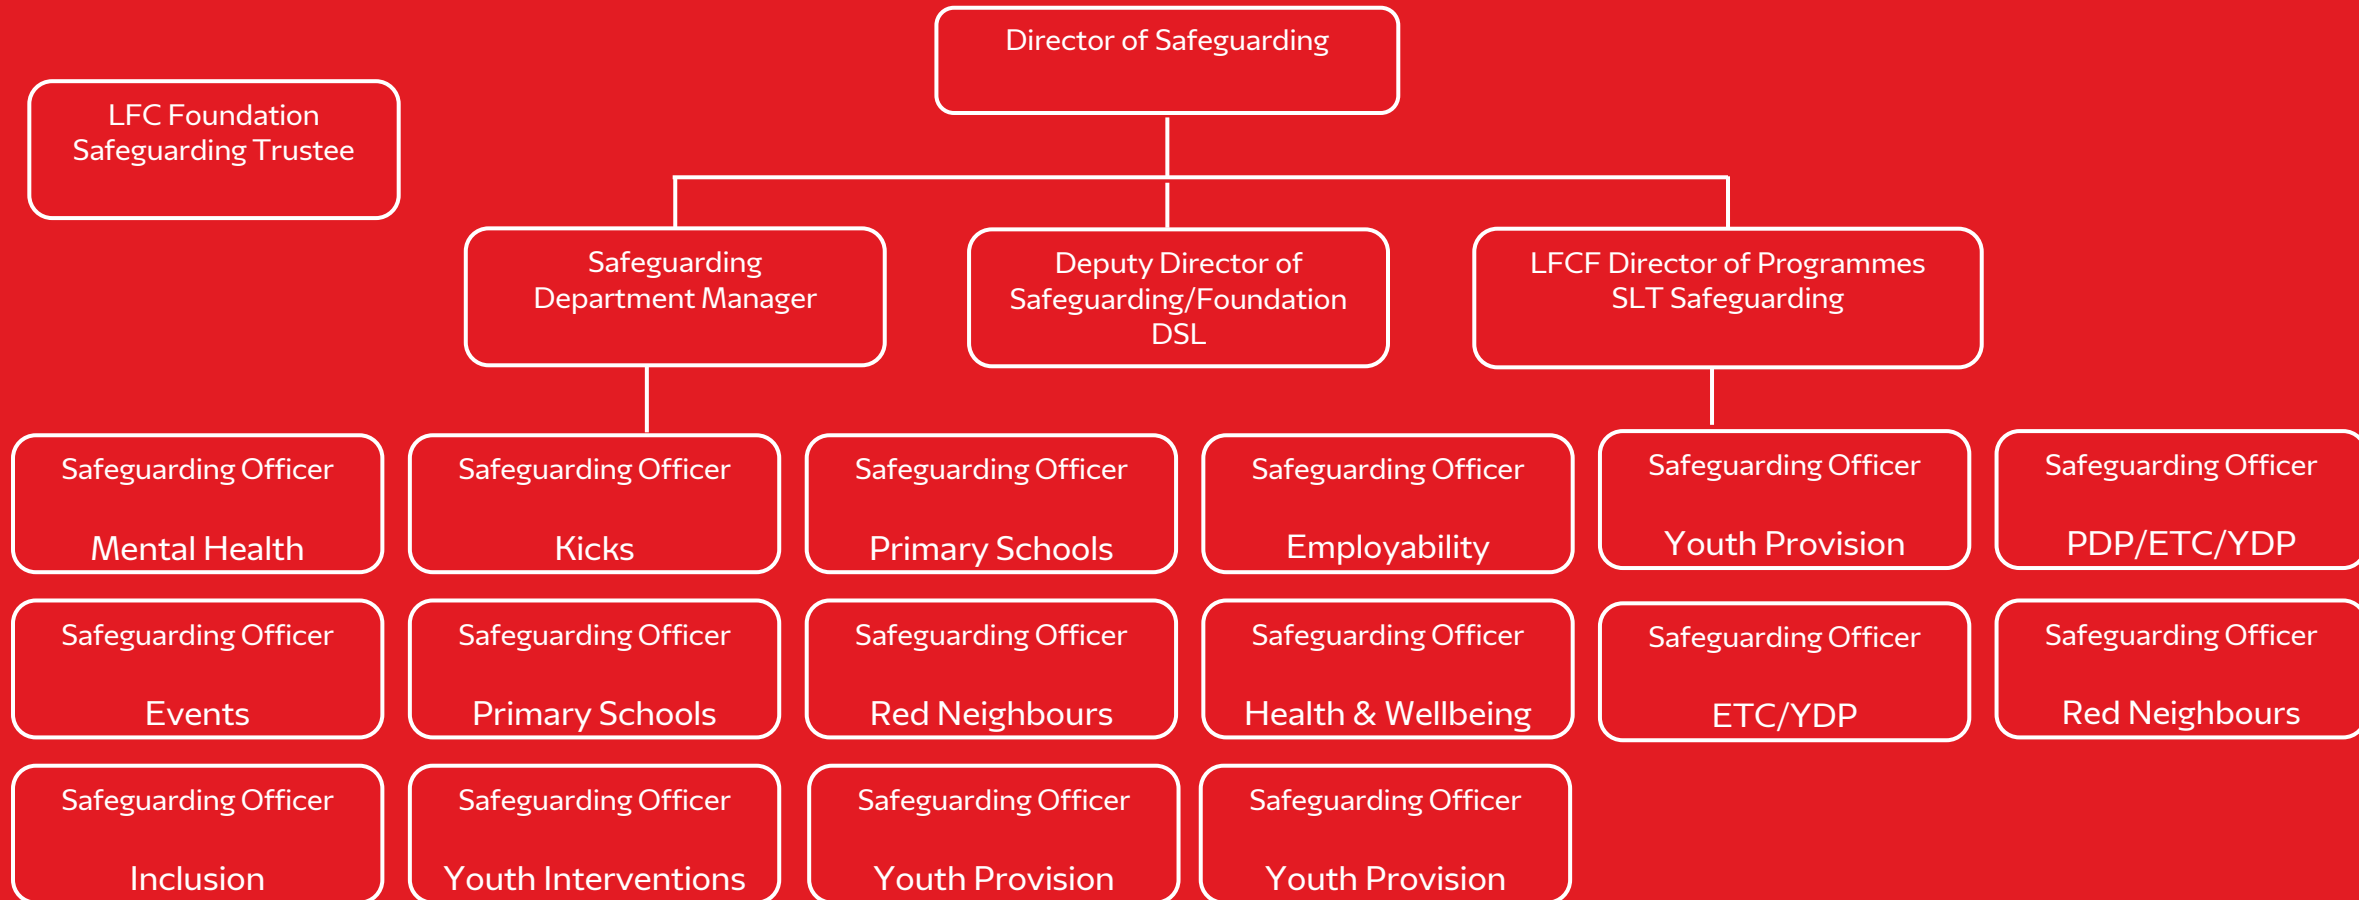 Director of Safeguarding
LFC Foundation
Safeguarding Trustee
Safeguarding
Department Manager
Deputy Director of
Safeguarding/Foundation
DSL
LFCF Director of Programmes
SLT Safeguarding
Safeguarding Officer
Mental Health
Safeguarding Officer
Kicks
Safeguarding Officer
Primary Schools
Safeguarding Officer
Employability
Safeguarding Officer
Youth Provision
Safeguarding Officer
PDP/ETC/YDP
Safeguarding Officer
Events
Safeguarding Officer
Primary Schools
Safeguarding Officer
Red Neighbours
Safeguarding Officer
Health & Wellbeing
Safeguarding Officer
ETC/YDP
Safeguarding Officer
Red Neighbours
Safeguarding Officer
Inclusion
Safeguarding Officer
Youth Interventions
Safeguarding Officer
Youth Provision
Safeguarding Officer
Youth Provision